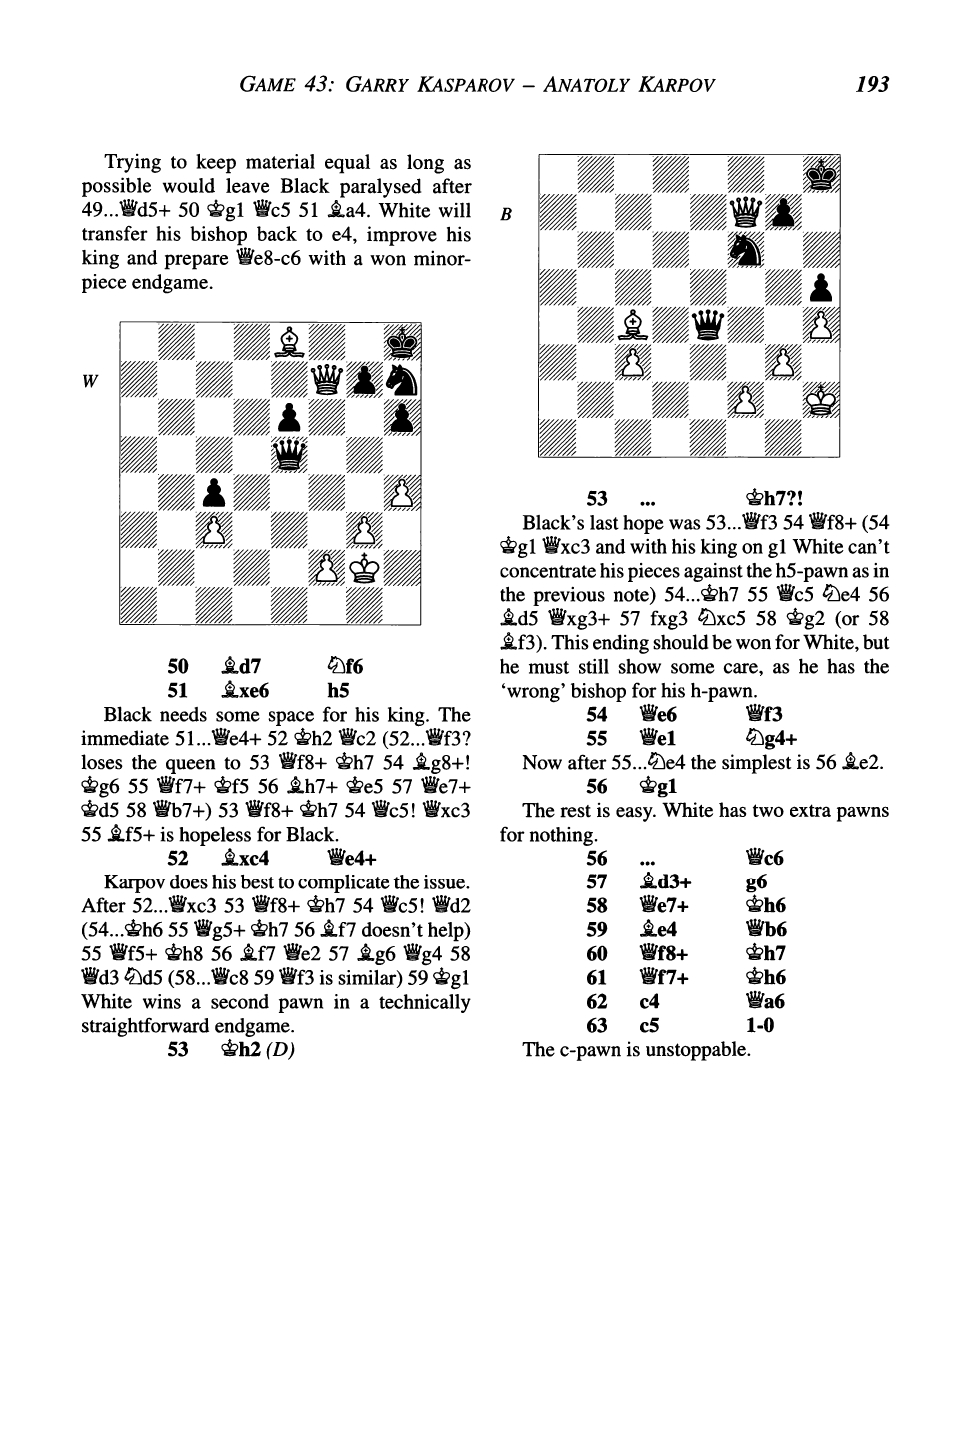 GAME 43: GARRY KASPAROV – ANATOLY KARPOV 193
Trying to keep material equal as long as
possible would leave Black paralysed after
49...♕d5+ 50 ♔g1 ♕c5 51 ♗a4. White will
transfer his bishop back to e4, improve his
king and prepare ♕e8-c6 with a won minor-
piece endgame.
W
50 ♗d7 ♘f6
51 ♗xe6 h5
Black needs some space for his king. The
immediate 51...♕e4+ 52 ♔h2 ♕c2 (52...♕f3?
loses the queen to 53 ♕f8+ ♔h7 54 ♗g8+!
♔g6 55 ♕f7+ ♔f5 56 ♗h7+ ♔e5 57 ♕e7+
♔d5 58 ♕b7+) 53 ♕f8+ ♔h7 54 ♕c5! ♕xc3
55 ♗f5+ is hopeless for Black.
52 ♗xc4 ♕e4+
Karpov does his best to complicate the issue.
After 52...♕xc3 53 ♕f8+ ♔h7 54 ♕c5! ♕d2
(54...♔h6 55 ♕g5+ ♔h7 56 ♗f7 doesn't help)
55 ♕f5+ ♔h8 56 ♗f7 ♕e2 57 ♗g6 ♕g4 58
♕d3 ♘d5 (58...♕c8 59 ♕f3 is similar) 59 ♔g1
White wins a second pawn in a technically
straightforward endgame.
53 ♔h2 (D)
B
53 ... ♔h7?!
Black's last hope was 53...♕f3 54 ♕f8+ (54
♔g1 ♕xc3 and with his king on g1 White can't
concentrate his pieces against the h5-pawn as in
the previous note) 54...♔h7 55 ♕c5 ♘e4 56
♗d5 ♕xg3+ 57 fxg3 ♘xc5 58 ♔g2 (or 58
♗f3). This ending should be won for White, but
he must still show some care, as he has the
'wrong' bishop for his h-pawn.
54 ♕e6 ♕f3
55 ♕e1 ♘g4+
Now after 55...♘e4 the simplest is 56 ♗e2.
56 ♔g1
The rest is easy. White has two extra pawns
for nothing.
56 ... ♕c6
57 ♗d3+ g6
58 ♕e7+ ♔h6
59 ♗e4 ♕b6
60 ♕f8+ ♔h7
61 ♕f7+ ♔h6
62 c4 ♕a6
63 c5 1-0
The c-pawn is unstoppable.